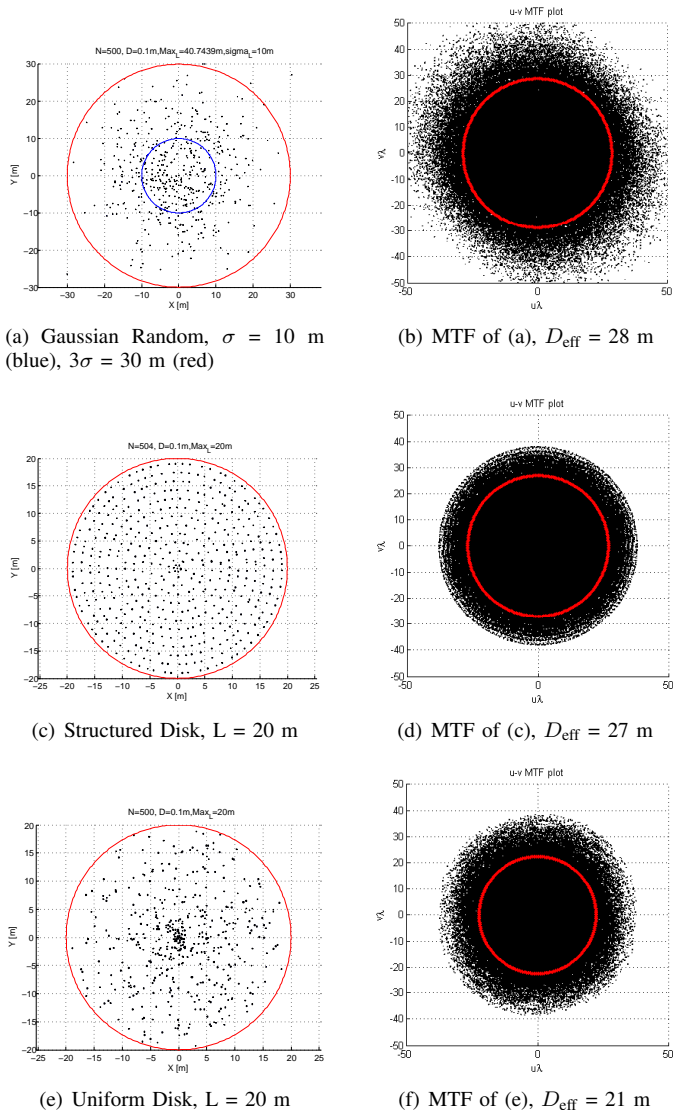 N=500, D=0.1m,Max_L=40.7439m,sigma_L=10m
30
20
10
0
−10
−20
−30
Y [m]
−30 −20 −10 0 10 20 30
X [m]
u-v MTF plot
50
40
30
20
10
0
-10
-20
-30
-40
-50
vλ
-50 0 50
uλ
(a) Gaussian Random, σ = 10 m
(blue), 3σ = 30 m (red)
(b) MTF of (a), D_eff = 28 m
N=504, D=0.1m,Max_L=20m
20
15
10
5
0
−5
−10
−15
−20
Y [m]
−25 −20 −15 −10 −5 0 5 10 15 20 25
X [m]
u-v MTF plot
50
40
30
20
10
0
-10
-20
-30
-40
-50
vλ
-50 0 50
uλ
(c) Structured Disk, L = 20 m
(d) MTF of (c), D_eff = 27 m
N=500, D=0.1m,Max_L=20m
20
15
10
5
0
−5
−10
−15
−20
Y [m]
−25 −20 −15 −10 −5 0 5 10 15 20 25
X [m]
u-v MTF plot
50
40
30
20
10
0
-10
-20
-30
-40
-50
vλ
-50 0 50
uλ
(e) Uniform Disk, L = 20 m
(f) MTF of (e), D_eff = 21 m